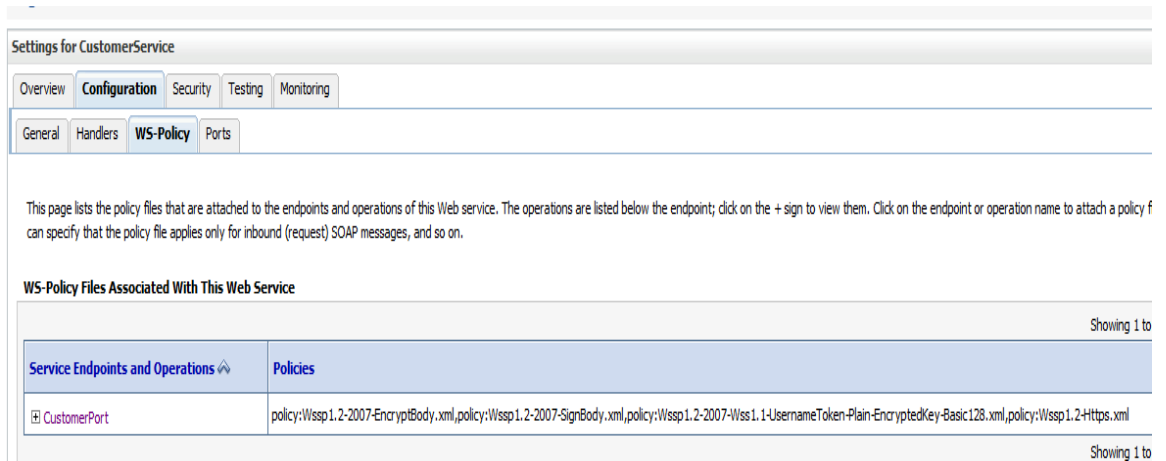 Settings for CustomerService
Overview Configuration Security Testing Monitoring
General Handlers WS-Policy Ports
This page lists the policy files that are attached to the endpoints and operations of this Web service. The operations are listed below the endpoint; click on the + sign to view them. Click on the endpoint or operation name to attach a policy
can specify that the policy file applies only for inbound (request) SOAP messages, and so on.
WS-Policy Files Associated With This Web Service
Showing 1 to
Service Endpoints and Operations Policies
CustomerPort policy:Wssp1.2-2007-EncryptBody.xml,policy:Wssp1.2-2007-SignBody.xml,policy:Wssp1.2-2007-Wss1.1-UsernameToken-Plain-EncryptedKey-Basic128.xml,policy:Wssp1.2-Https.xml
Showing 1 to